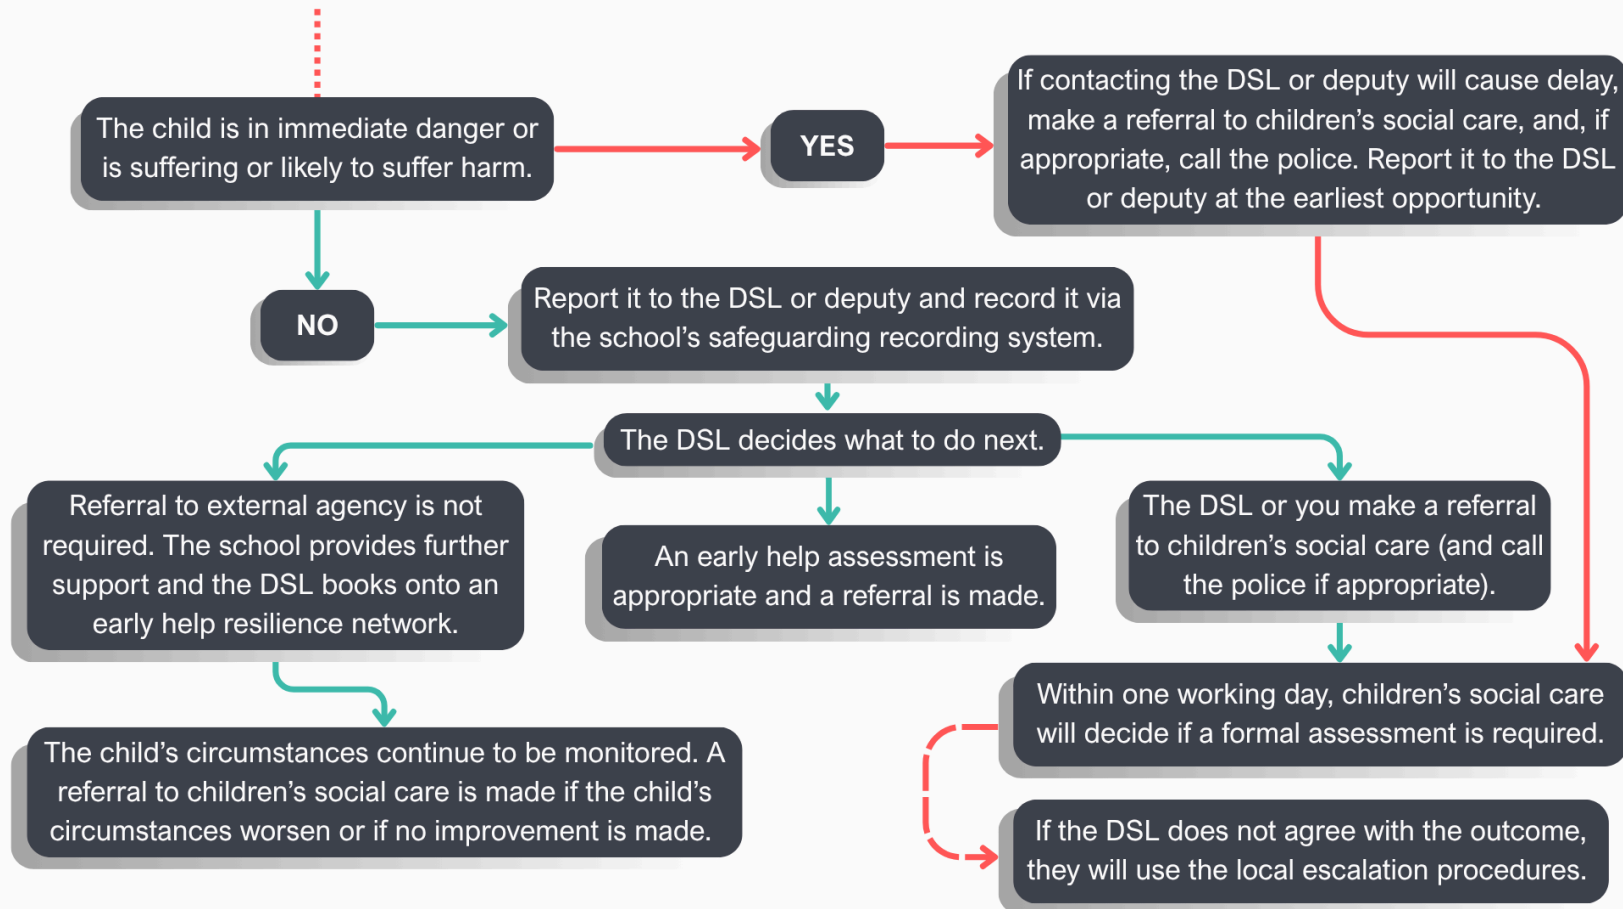 The child is in immediate danger or
is suffering or likely to suffer harm.
YES
If contacting the DSL or deputy will cause delay,
make a referral to children’s social care, and, if
appropriate, call the police. Report it to the DSL
or deputy at the earliest opportunity.
NO
Report it to the DSL or deputy and record it via
the school’s safeguarding recording system.
The DSL decides what to do next.
Referral to external agency is not
required. The school provides further
support and the DSL books onto an
early help resilience network.
An early help assessment is
appropriate and a referral is made.
The DSL or you make a referral
to children’s social care (and call
the police if appropriate).
The child’s circumstances continue to be monitored. A
referral to children’s social care is made if the child’s
circumstances worsen or if no improvement is made.
Within one working day, children’s social care
will decide if a formal assessment is required.
If the DSL does not agree with the outcome,
they will use the local escalation procedures.